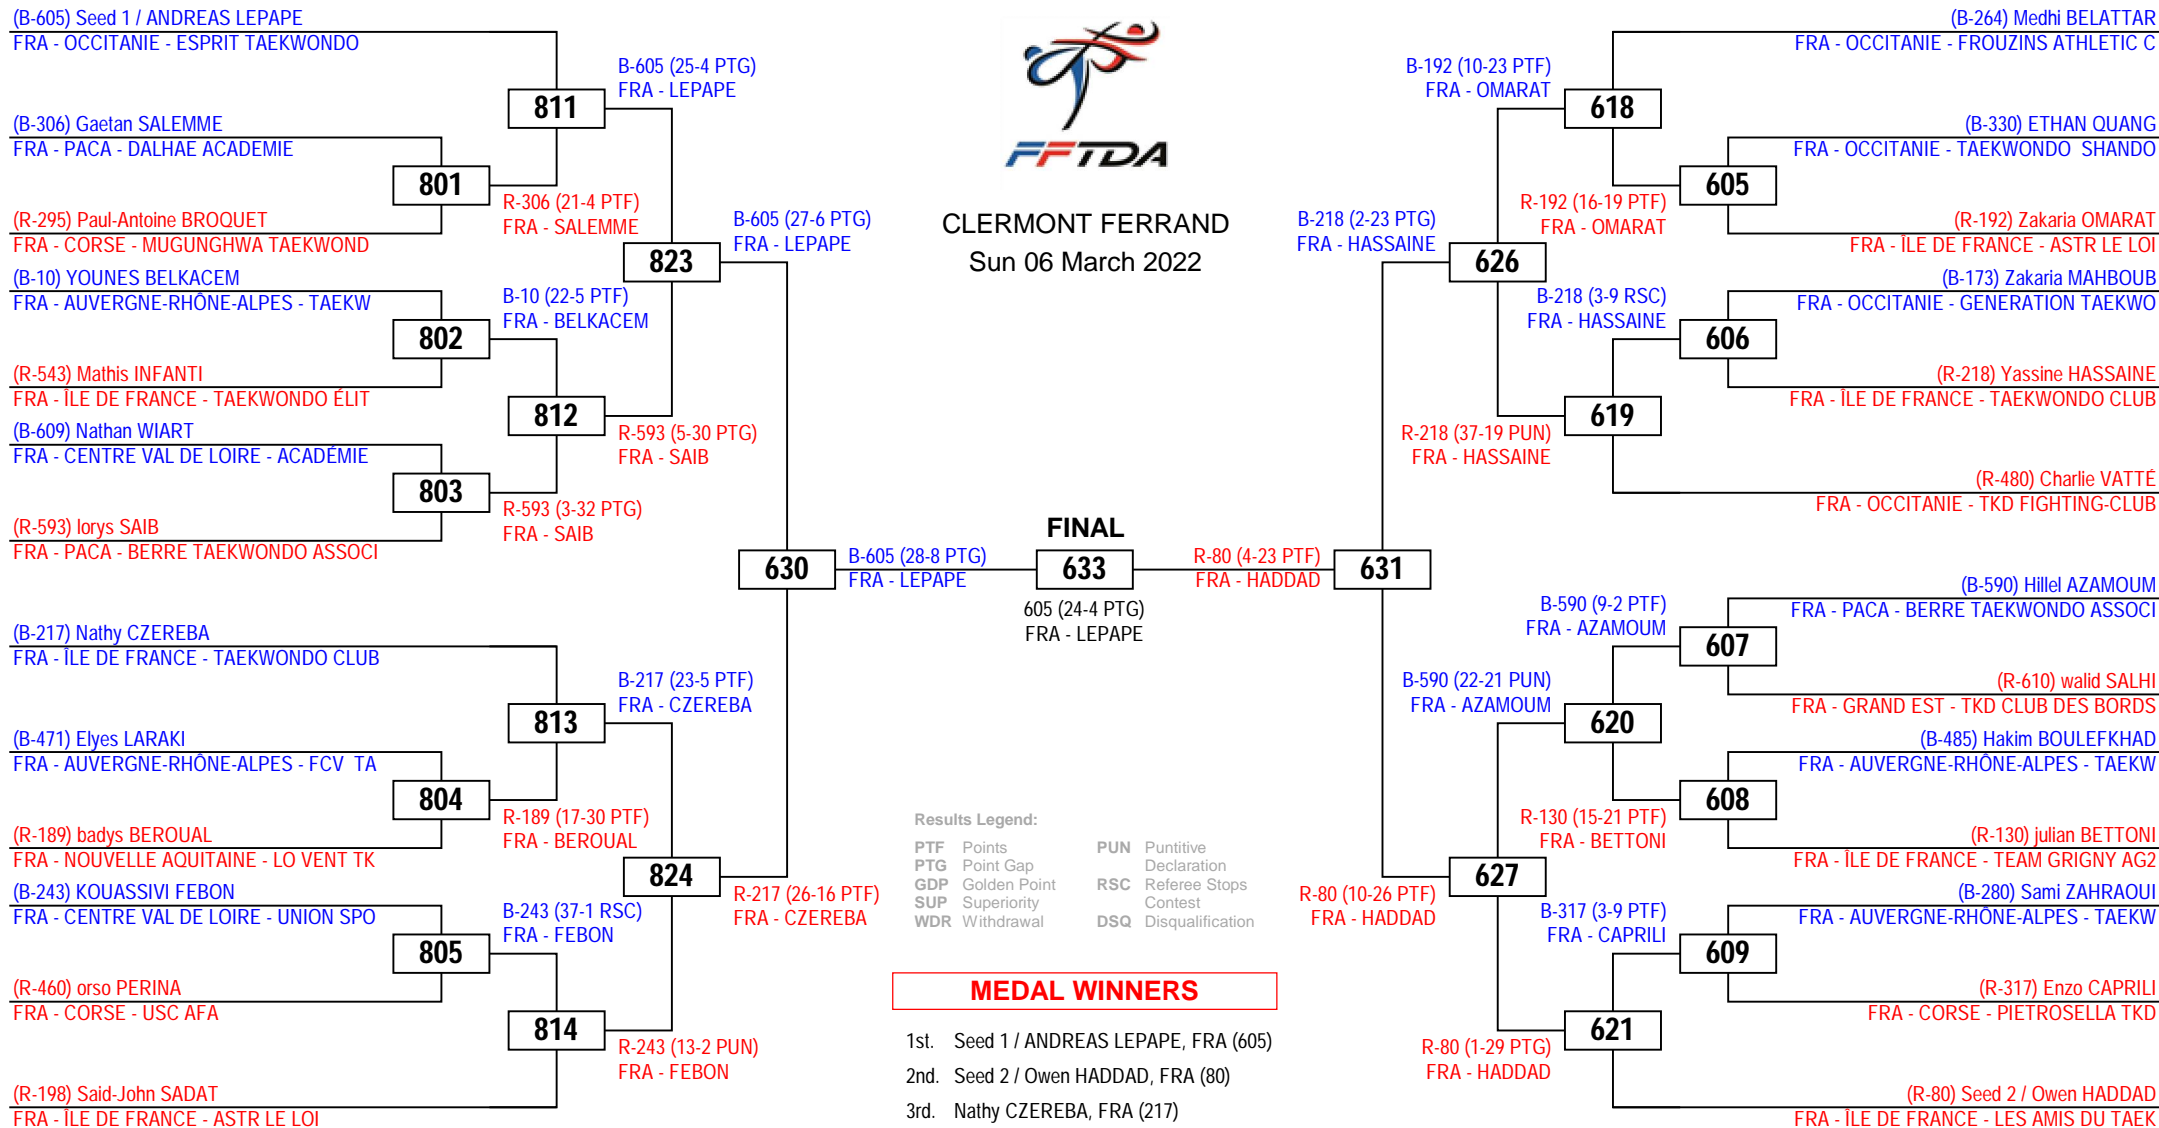 (B-605) Seed 1 / ANDREAS LEPAPE
FRA - OCCITANIE - ESPRIT TAEKWONDO
(B-306) Gaetan SALEMME
FRA - PACA - DALHAE ACADEMIE
(R-295) Paul-Antoine BROQUET
FRA - CORSE - MUGUNGHWA TAEKWOND
(B-10) YOUNES BELKACEM
FRA - AUVERGNE-RHÔNE-ALPES - TAEKW
(R-543) Mathis INFANTI
FRA - ÎLE DE FRANCE - TAEKWONDO ÉLIT
(B-609) Nathan WIART
FRA - CENTRE VAL DE LOIRE - ACADÉMIE
(R-593) Iorys SAIB
FRA - PACA - BERRE TAEKWONDO ASSOCI
(B-217) Nathy CZEREBA
FRA - ÎLE DE FRANCE - TAEKWONDO CLUB
(B-471) Elyes LARAKI
FRA - AUVERGNE-RHÔNE-ALPES - FCV TA
(R-189) badys BEROUAL
FRA - NOUVELLE AQUITAINE - LO VENT TK
(B-243) KOUASSIVI FEBON
FRA - CENTRE VAL DE LOIRE - UNION SPO
(R-460) orso PERINA
FRA - CORSE - USC AFA
(R-198) Said-John SADAT
FRA - ÎLE DE FRANCE - ASTR LE LOI
801
802
803
804
805
R-306 (21-4 PTF)
FRA - SALEMME
B-10 (22-5 PTF)
FRA - BELKACEM
R-593 (3-32 PTG)
FRA - SAIB
R-189 (17-30 PTF)
FRA - BEROUAL
B-243 (37-1 RSC)
FRA - FEBON
811
812
813
814
B-605 (25-4 PTG)
FRA - LEPAPE
R-593 (5-30 PTG)
FRA - SAIB
B-217 (23-5 PTF)
FRA - CZEREBA
R-243 (13-2 PUN)
FRA - FEBON
823
824
B-605 (27-6 PTG)
FRA - LEPAPE
R-217 (26-16 PTF)
FRA - CZEREBA
630
B-605 (28-8 PTG)
FRA - LEPAPE
FFTDA
CLERMONT FERRAND
Sun 06 March 2022
FINAL
633
605 (24-4 PTG)
FRA - LEPAPE
Results Legend:
PTF Points
PTG Point Gap
GDP Golden Point
SUP Superiority
WDR Withdrawal
PUN Puntitive
Declaration
RSC Referee Stops
Contest
DSQ Disqualification
MEDAL WINNERS
1st. Seed 1 / ANDREAS LEPAPE, FRA (605)
2nd. Seed 2 / Owen HADDAD, FRA (80)
3rd. Nathy CZEREBA, FRA (217)
R-80 (4-23 PTF)
FRA - HADDAD
631
B-218 (2-23 PTG)
FRA - HASSAINE
R-80 (10-26 PTF)
FRA - HADDAD
626
627
B-192 (10-23 PTF)
FRA - OMARAT
R-218 (37-19 PUN)
FRA - HASSAINE
B-590 (22-21 PUN)
FRA - AZAMOUM
R-80 (1-29 PTG)
FRA - HADDAD
618
619
620
621
R-192 (16-19 PTF)
FRA - OMARAT
B-218 (3-9 RSC)
FRA - HASSAINE
B-590 (9-2 PTF)
FRA - AZAMOUM
R-130 (15-21 PTF)
FRA - BETTONI
B-317 (3-9 PTF)
FRA - CAPRILI
605
606
607
608
609
(B-264) Medhi BELATTAR
FRA - OCCITANIE - FROUZINS ATHLETIC C
(B-330) ETHAN QUANG
FRA - OCCITANIE - TAEKWONDO SHANDO
(R-192) Zakaria OMARAT
FRA - ÎLE DE FRANCE - ASTR LE LOI
(B-173) Zakaria MAHBOUB
FRA - OCCITANIE - GENERATION TAEKWO
(R-218) Yassine HASSAINE
FRA - ÎLE DE FRANCE - TAEKWONDO CLUB
(R-480) Charlie VATTÉ
FRA - OCCITANIE - TKD FIGHTING-CLUB
(B-590) Hillel AZAMOUM
FRA - PACA - BERRE TAEKWONDO ASSOCI
(R-610) walid SALHI
FRA - GRAND EST - TKD CLUB DES BORDS
(B-485) Hakim BOULEFKHAD
FRA - AUVERGNE-RHÔNE-ALPES - TAEKW
(R-130) julian BETTONI
FRA - ÎLE DE FRANCE - TEAM GRIGNY AG2
(B-280) Sami ZAHRAOUI
FRA - AUVERGNE-RHÔNE-ALPES - TAEKW
(R-317) Enzo CAPRILI
FRA - CORSE - PIETROSELLA TKD
(R-80) Seed 2 / Owen HADDAD
FRA - ÎLE DE FRANCE - LES AMIS DU TAEK